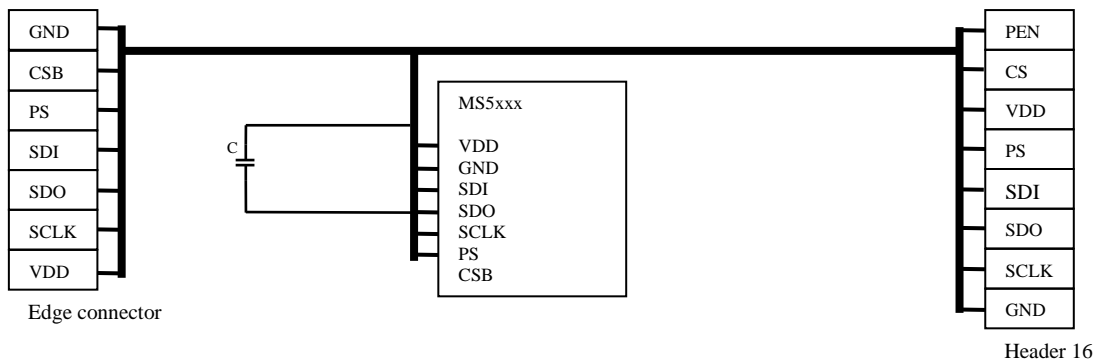 GND
CSB
PS
SDI
SDO
SCLK
VDD
Edge connector
C
MS5xxx
VDD
GND
SDI
SDO
SCLK
PS
CSB
PEN
CS
VDD
PS
SDI
SDO
SCLK
GND
Header 16